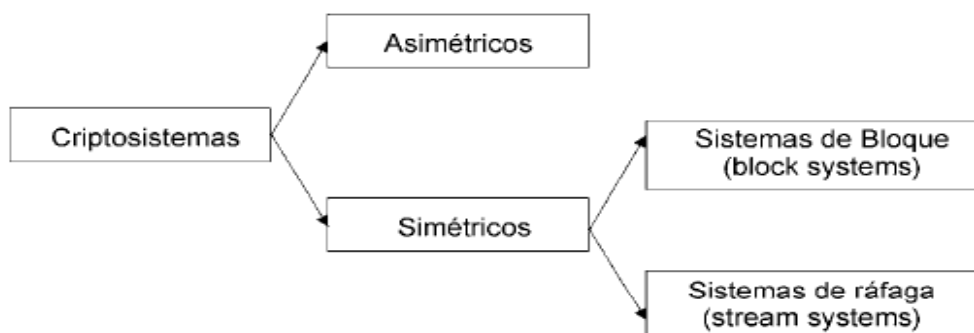 Asimétricos
Criptosistemas
Sistemas de Bloque
(block systems)
Simétricos
Sistemas de ráfaga
(stream systems)